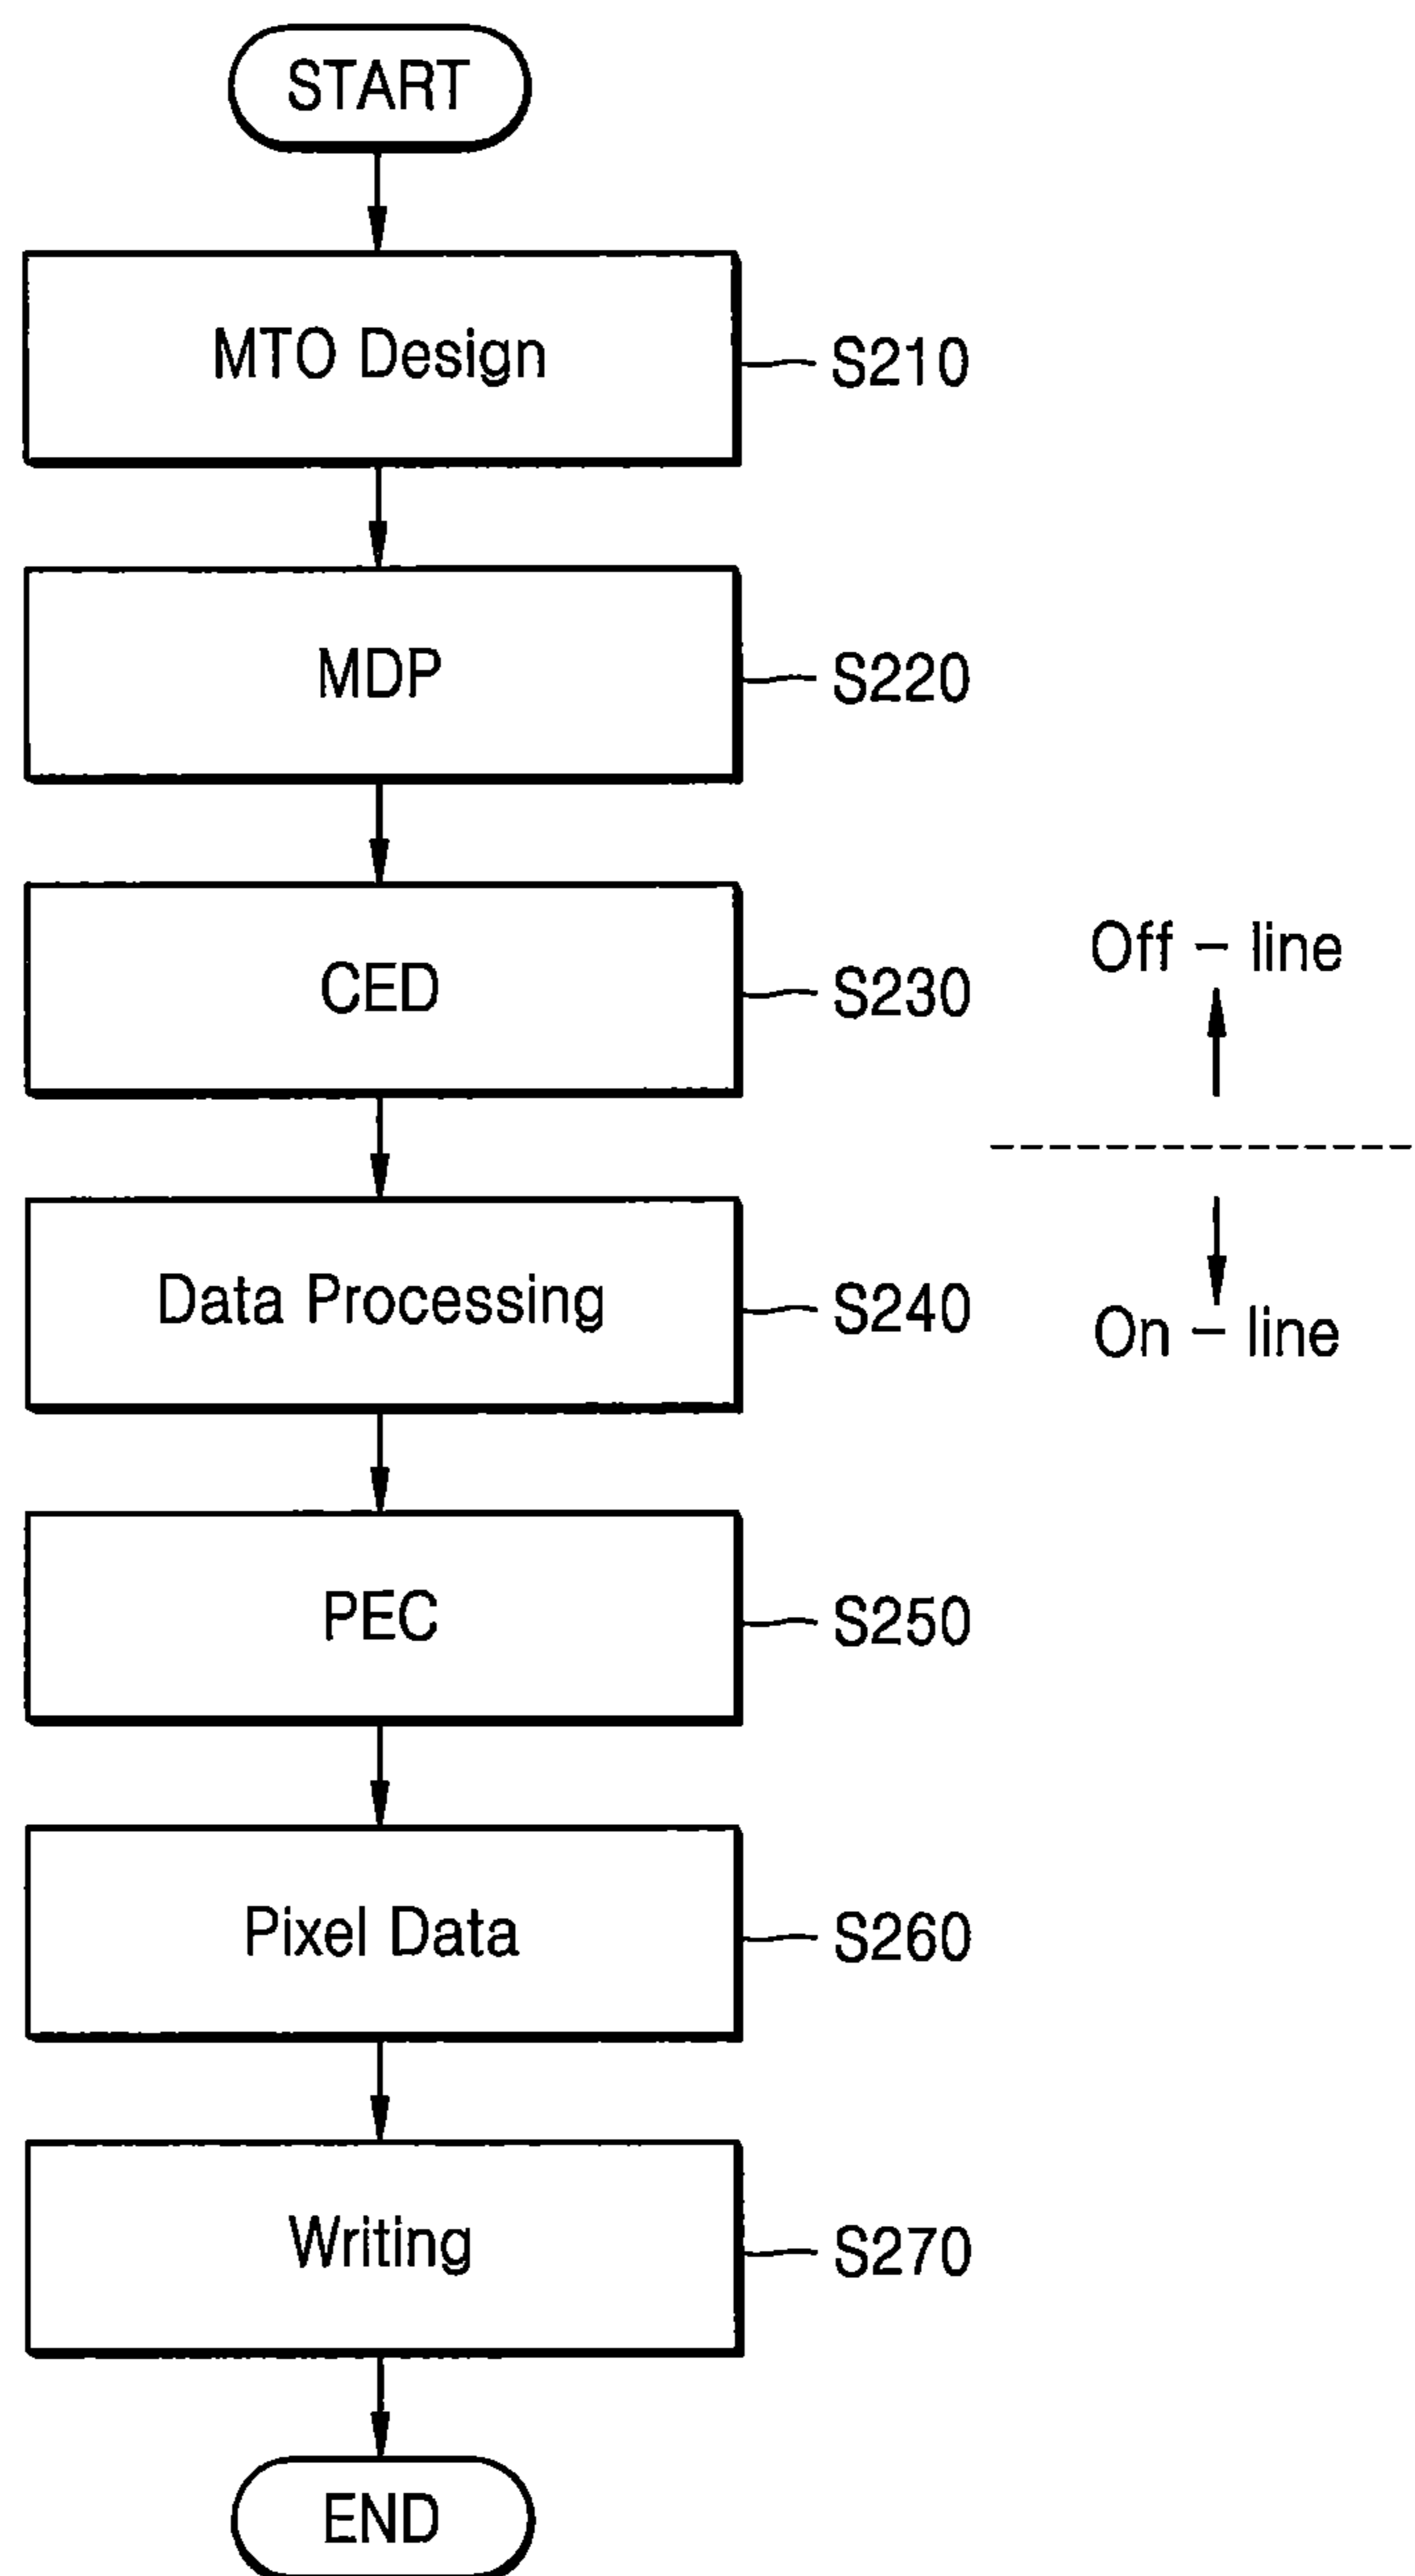 START
MTO Design
S210
MDP
S220
CED
S230
Off – line
Data Processing
S240
On – line
PEC
S250
Pixel Data
S260
Writing
S270
END